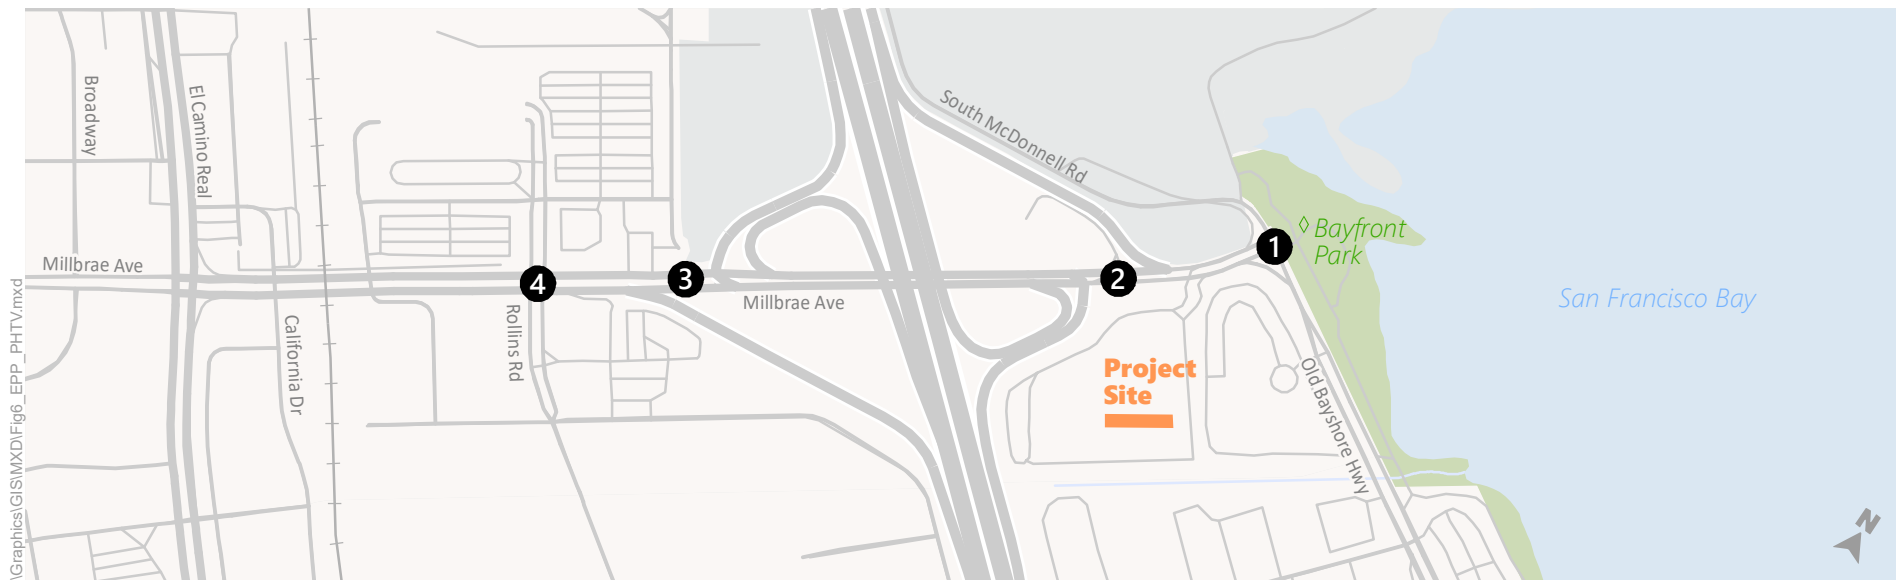 Broadway
El Camino Real
South McDonnell Rd
1
◊ Bayfront
Park
Millbrae Ave
4
3
2
Millbrae Ave
San Francisco Bay
Rollins Rd
California Dr
Project
Site
Old Bayshore Hwy
N
\Graphics\GIS\MXD\Fig6_EPP_PHTV.mxd